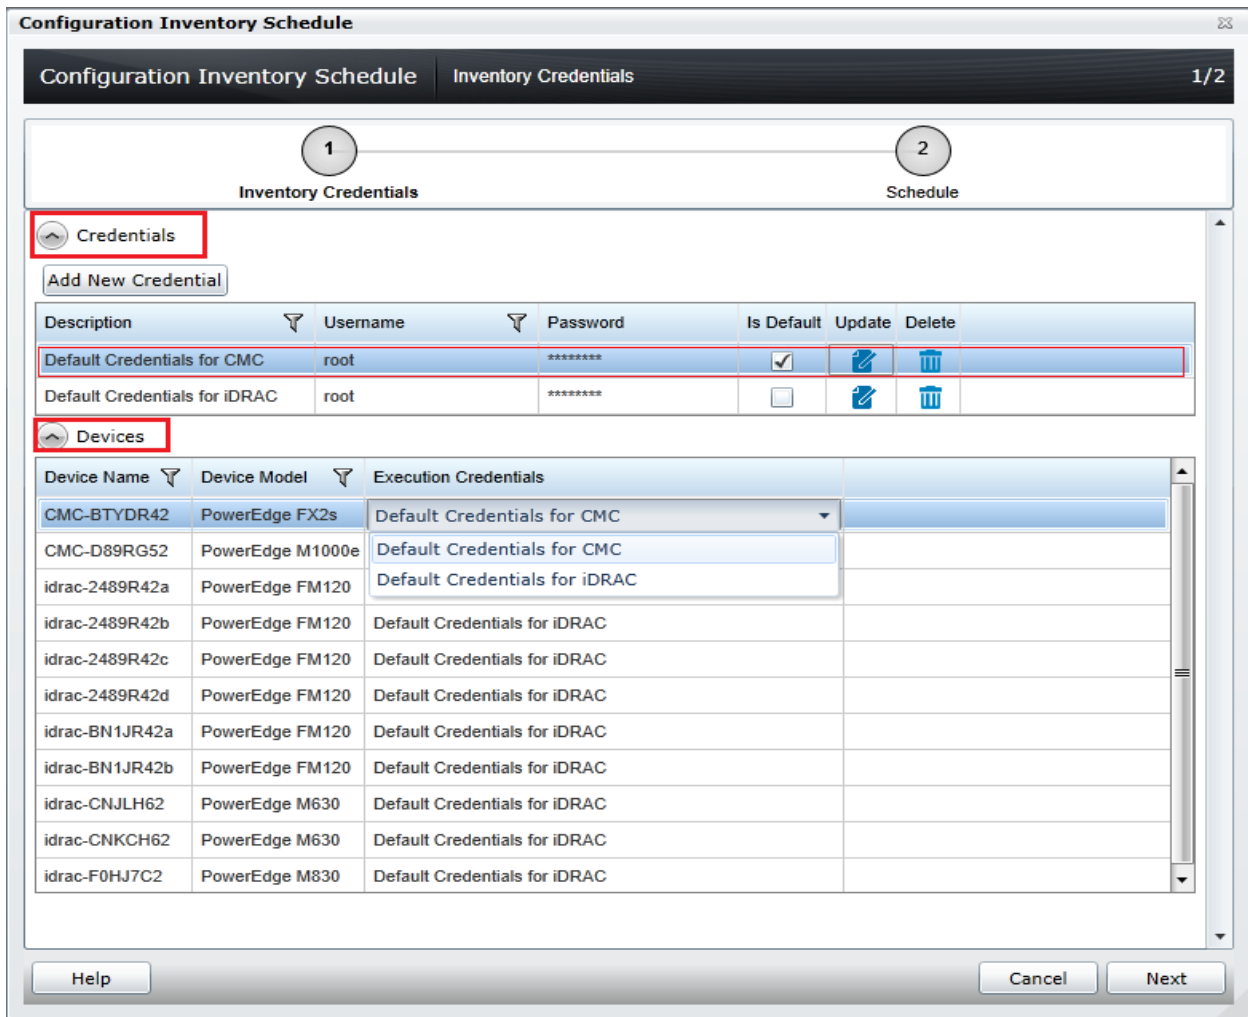 Configuration Inventory Schedule
Configuration Inventory Schedule Inventory Credentials 1/2
1 2
Inventory Credentials Schedule
Credentials
Add New Credential
Description Username Password Is Default Update Delete
Default Credentials for CMC root ********
Default Credentials for iDRAC root ********
Devices
Device Name Device Model Execution Credentials
CMC-BTYDR42 PowerEdge FX2s Default Credentials for CMC
CMC-D89RG52 PowerEdge M1000e Default Credentials for CMC
idrac-2489R42a PowerEdge FM120 Default Credentials for iDRAC
idrac-2489R42b PowerEdge FM120 Default Credentials for iDRAC
idrac-2489R42c PowerEdge FM120 Default Credentials for iDRAC
idrac-2489R42d PowerEdge FM120 Default Credentials for iDRAC
idrac-BN1JR42a PowerEdge FM120 Default Credentials for iDRAC
idrac-BN1JR42b PowerEdge FM120 Default Credentials for iDRAC
idrac-CNJLH62 PowerEdge M630 Default Credentials for iDRAC
idrac-CNKCH62 PowerEdge M630 Default Credentials for iDRAC
idrac-F0HJ7C2 PowerEdge M830 Default Credentials for iDRAC
Help Cancel Next